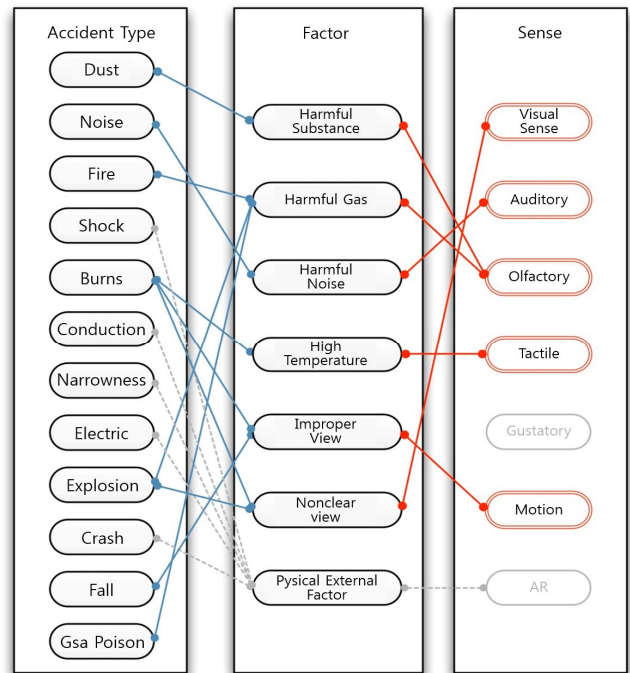 Accident Type
Dust
Noise
Fire
Shock
Burns
Conduction
Narrowness
Electric
Explosion
Crash
Fall
Gsa Poison
Factor
Harmful
Substance
Harmful Gas
Harmful
Noise
High
Temperature
Improper
View
Nonclear
view
Pysical External
Factor
Sense
Visual
Sense
Auditory
Olfactory
Tactile
Gustatory
Motion
AR